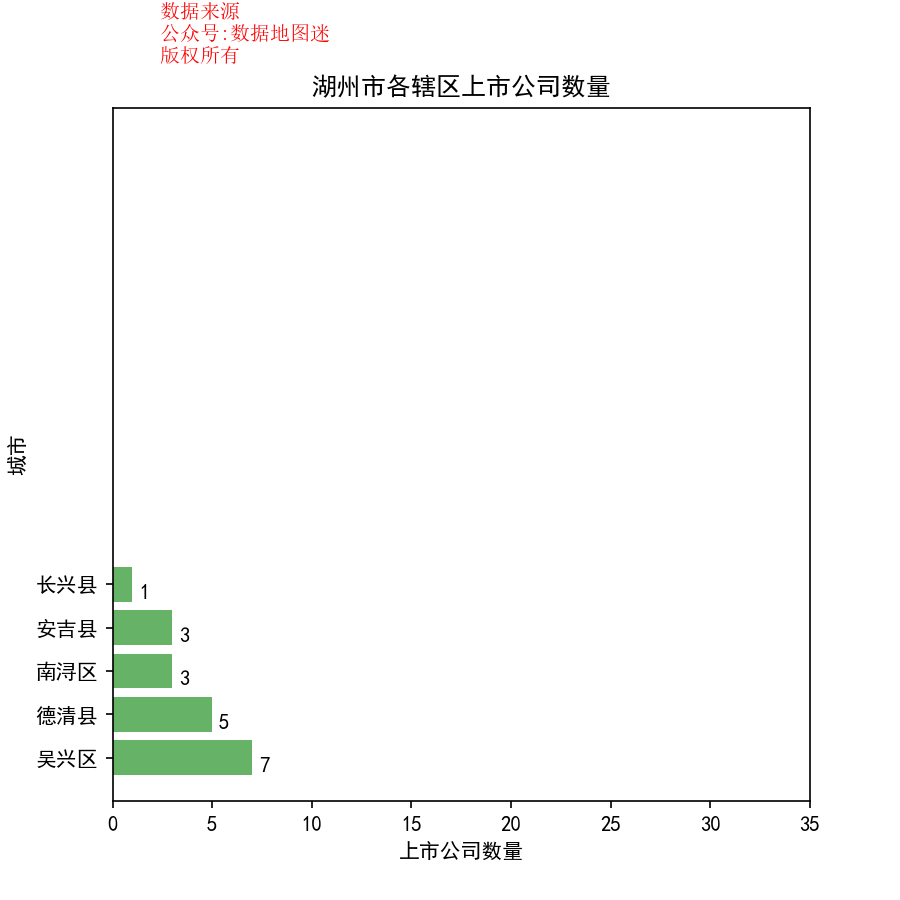 数据来源
公众号:数据地图迷
版权所有
湖州市各辖区上市公司数量
城市
长兴县 1
安吉县 3
南浔区 3
德清县 5
吴兴区 7
0 5 10 15 20 25 30 35
上市公司数量